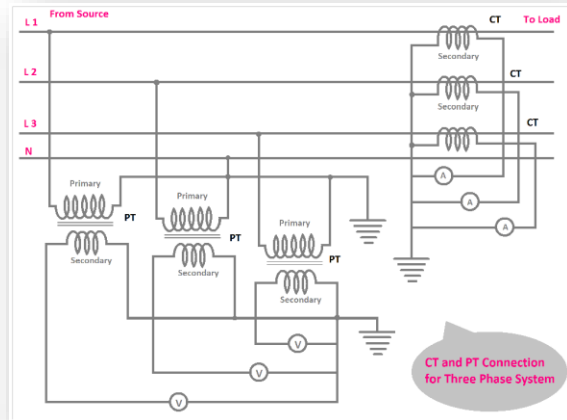 From Source
CT
To Load
L 1
Secondary
L 2
CT
Secondary
L 3
CT
N
A
A
A
Primary
PT
Secondary
Primary
PT
Secondary
Primary
PT
Secondary
V
V
V
CT and PT Connection
for Three Phase System